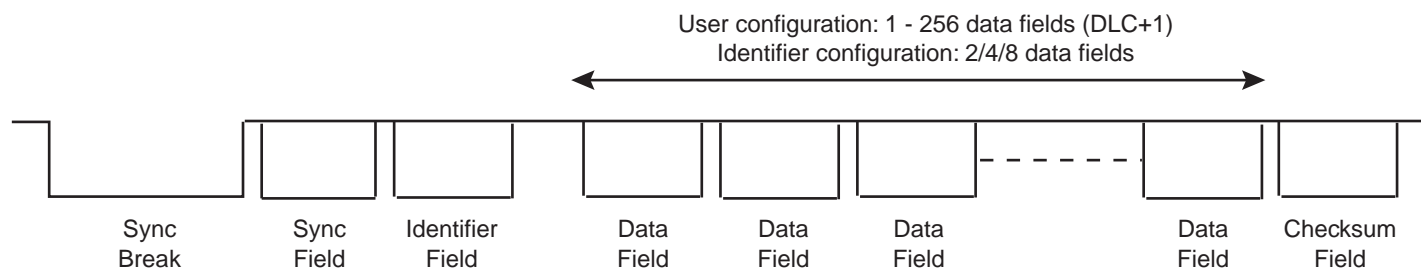 User configuration: 1 - 256 data fields (DLC+1)
Identifier configuration: 2/4/8 data fields
Sync Break
Sync Field
Identifier Field
Data Field
Data Field
Data Field
Data Field
Checksum Field